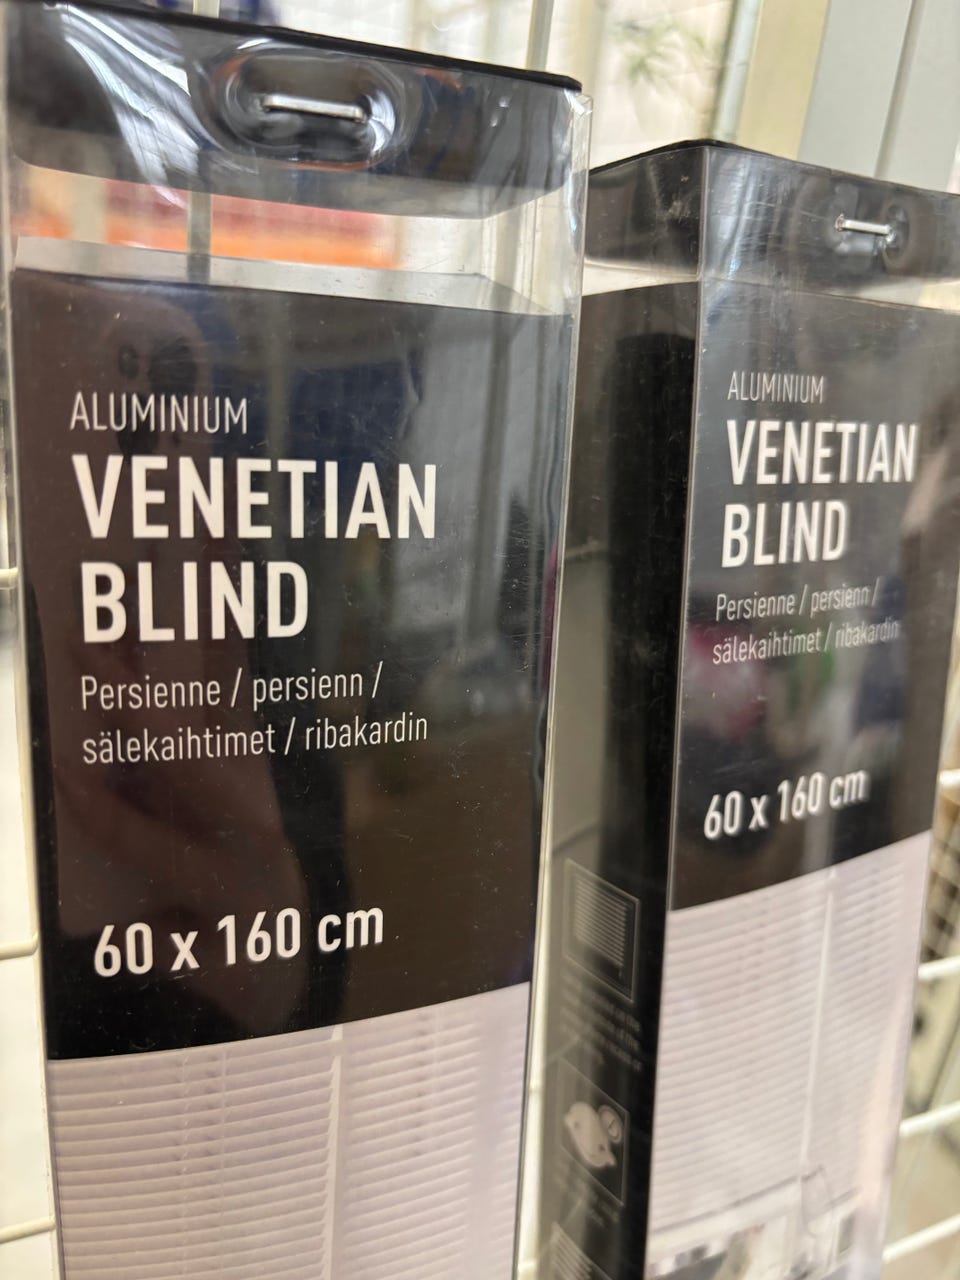 ALUMINIUM
VENETIAN
BLIND
Persienne / persienn /
sälekaihtimet / ribakardin
60 x 160 cm
ALUMINIUM
VENETIAN
BLIND
Persienne / persienn /
sälekaihtimet / ribakardin
60 x 160 cm